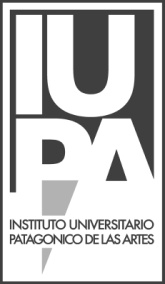 IU
PA
INSTITUTO UNIVERSITARIO
PATAGONICO DE LAS ARTES